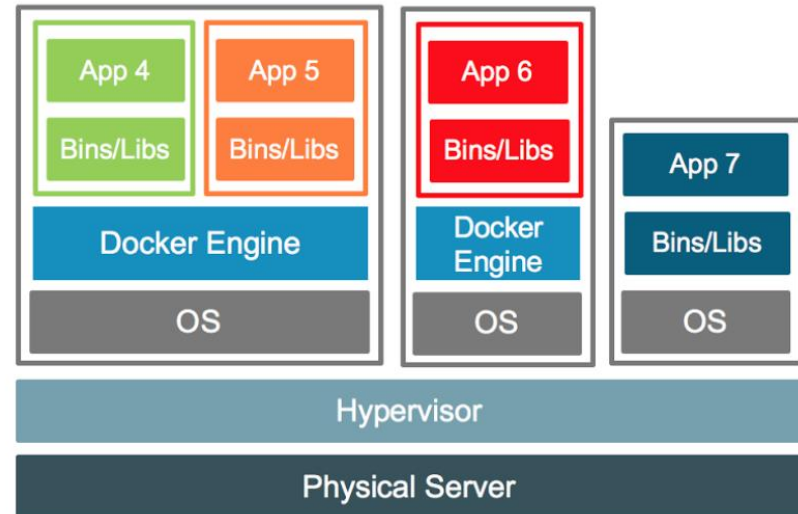 App 4
Bins/Libs
App 5
Bins/Libs
Docker Engine
OS
App 6
Bins/Libs
Docker
Engine
OS
App 7
Bins/Libs
OS
Hypervisor
Physical Server